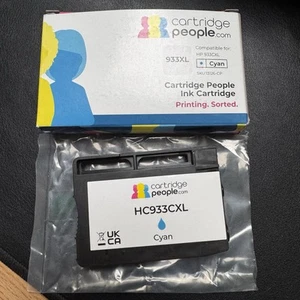 cartridge
people.com
933XL
Compatible for:
HP 933CXL
Cyan
Cartridge People
Ink Cartridge
Printing. Sorted.
cartridge
people.com
HC933CXL
UK
CA
Cyan